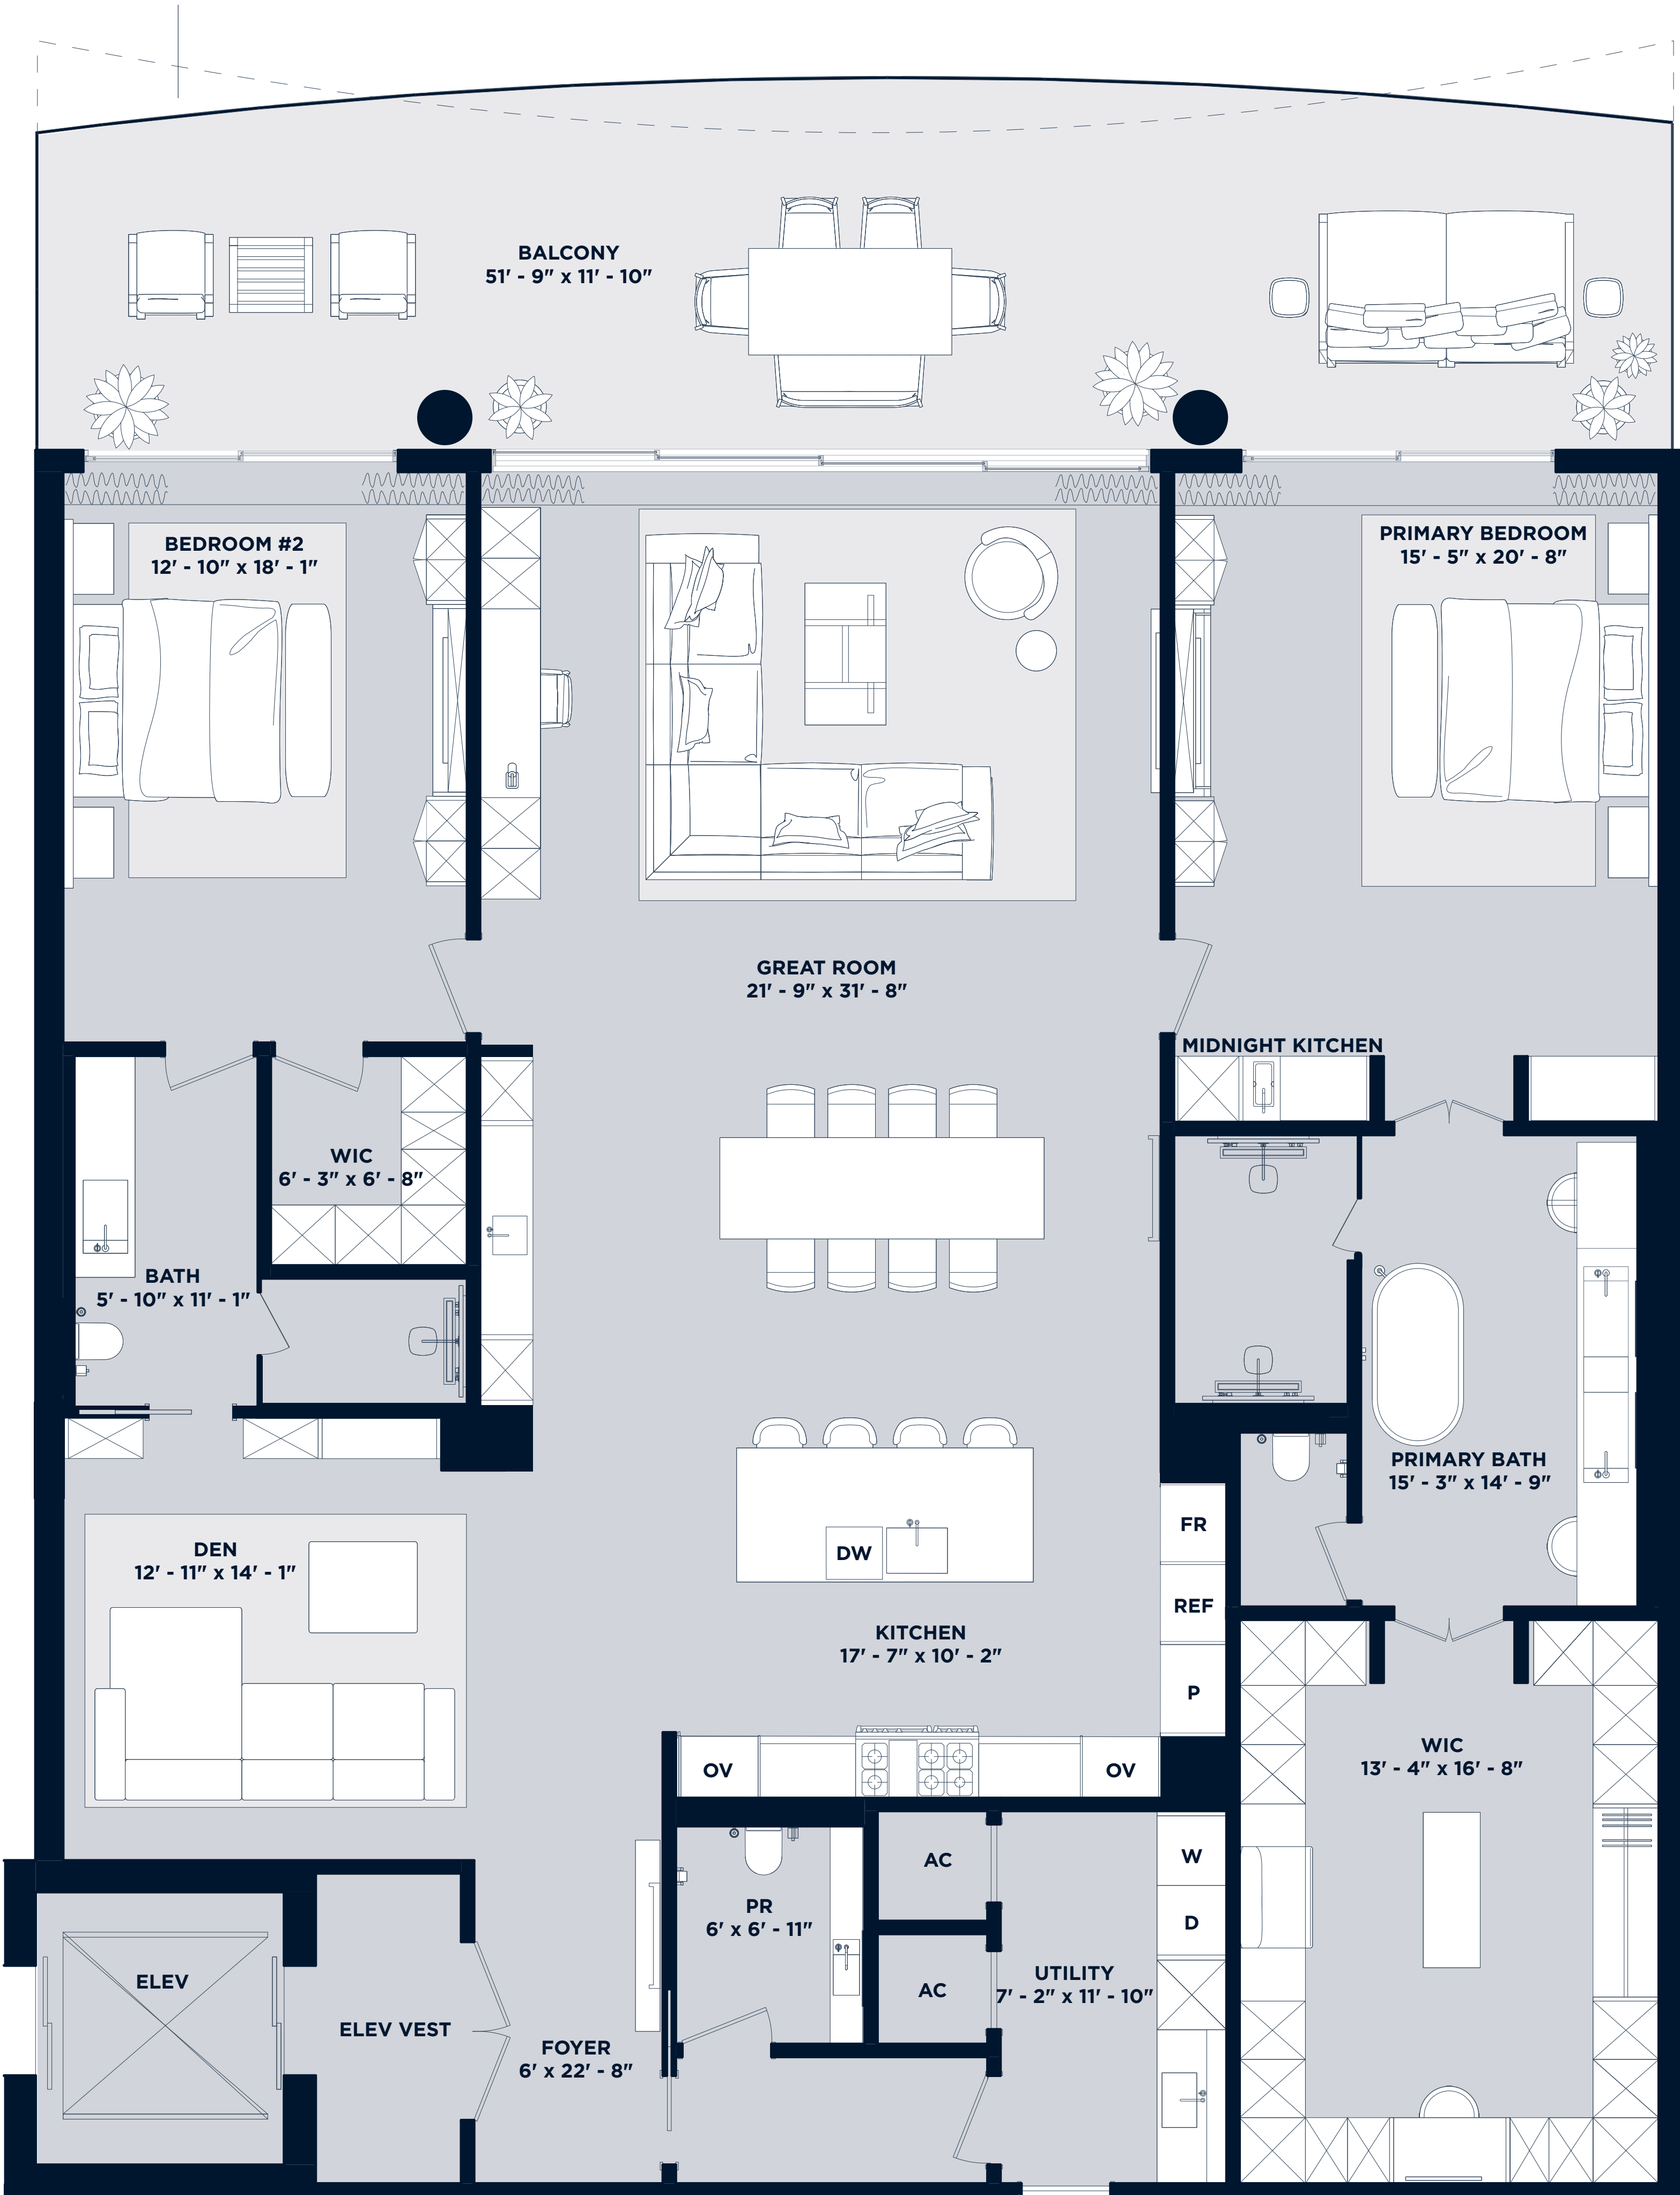 BALCONY
51' - 9" x 11' - 10"
BEDROOM #2
12' - 10" x 18' - 1"
PRIMARY BEDROOM
15' - 5" x 20' - 8"
GREAT ROOM
21' - 9" x 31' - 8"
MIDNIGHT KITCHEN
WIC
6' - 3" x 6' - 8"
BATH
5' - 10" x 11' - 1"
PRIMARY BATH
15' - 3" x 14' - 9"
FR
DW
REF
P
DEN
12' - 11" x 14' - 1"
KITCHEN
17' - 7" x 10' - 2"
OV
OV
WIC
13' - 4" x 16' - 8"
AC
W
D
PR
6' x 6' - 11"
AC
UTILITY
7' - 2" x 11' - 10"
ELEV
ELEV VEST
FOYER
6' x 22' - 8"